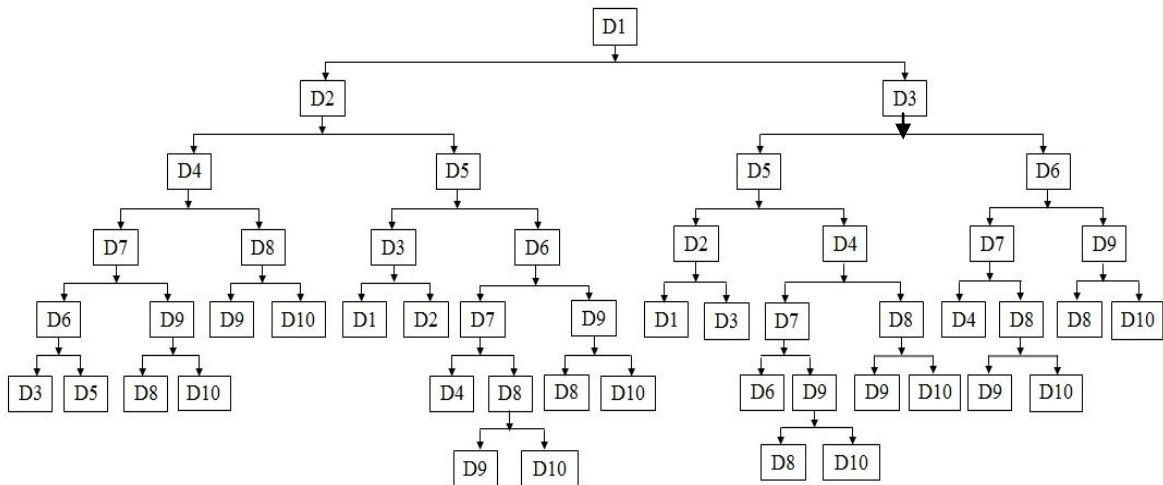 D1
D2 D3
D4 D5 D5 D6
D7 D8 D3 D6 D2 D4 D7 D9
D6 D9 D9 D10 D1 D2 D7 D9 D1 D3 D7 D8 D4 D8 D8 D10
D3 D5 D8 D10 D4 D8 D8 D10 D6 D9 D9 D10 D9 D10
D9 D10 D8 D10